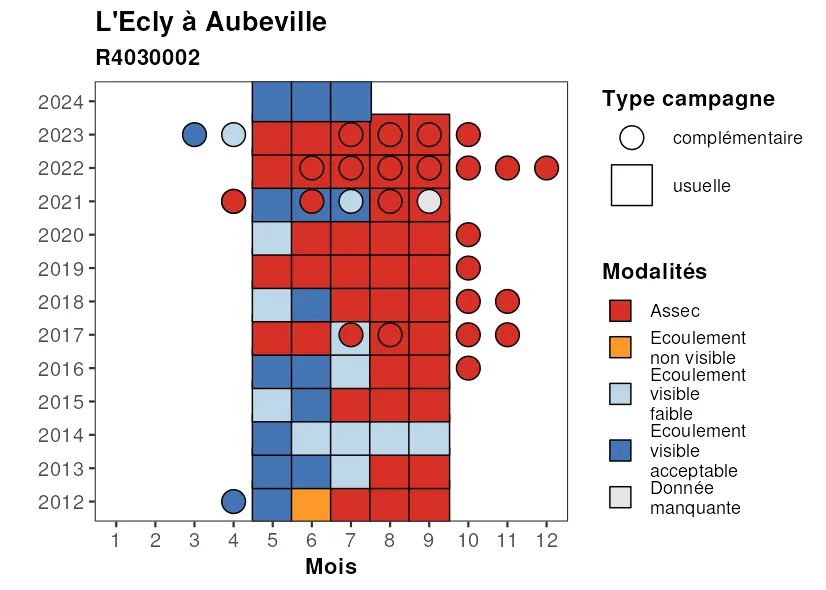 L'Ecly à Aubeville
R4030002
2024
2023
2022
2021
2020
2019
2018
2017
2016
2015
2014
2013
2012
1 2 3 4 5 6 7 8 9 10 11 12
Mois
Type campagne
complémentaire
usuelle
Modalités
Assec
Ecoulement
non visible
Ecoulement
visible
faible
Ecoulement
visible
acceptable
Donnée
manquante